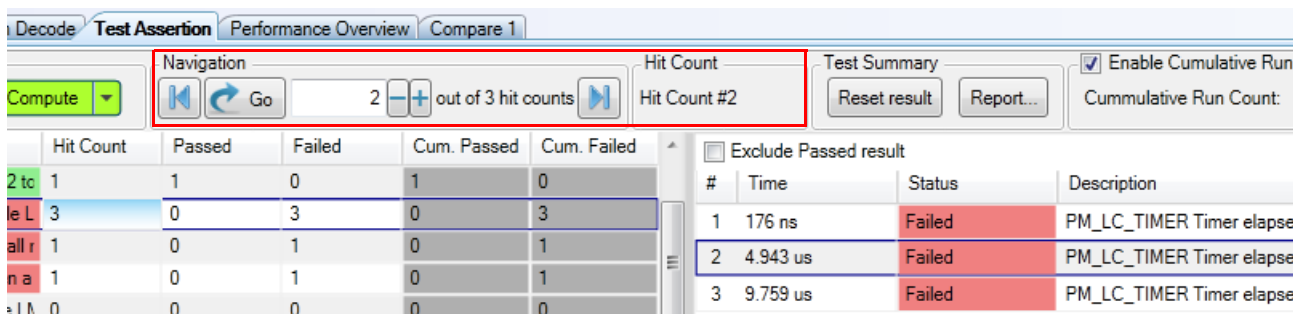 Decode Test Assertion Performance Overview Compare 1
Navigation Hit Count Test Summary Enable Cumulative Run
Compute Go 2 out of 3 hit counts Hit Count #2 Reset result Report... Cummulative Run Count:
Hit Count Passed Failed Cum. Passed Cum. Failed Exclude Passed result
2 to 1 1 0 1 0 # Time Status Description
le L 3 0 3 0 3 1 176 ns Failed PM_LC_TIMER Timer elapse
all r 1 0 1 0 1 2 4.943 us Failed PM_LC_TIMER Timer elapse
n a 1 0 1 0 1 3 9.759 us Failed PM_LC_TIMER Timer elapse
0 0 0 0 0